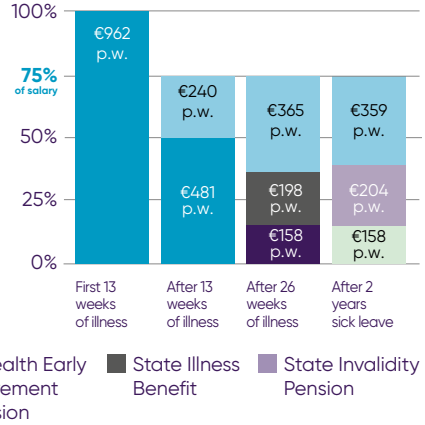 100%
75%
of salary
50%
25%
0%
€962
p.w.
€240
p.w.
€481
p.w.
€365
p.w.
€198
p.w.
€158
p.w.
€359
p.w.
€204
p.w.
€158
p.w.
First 13
weeks
of illness
After 13
weeks
of illness
After 26
weeks
of illness
After 2
years
sick leave
ealth Early
ement
sion
State Illness
Benefit
State Invalidity
Pension